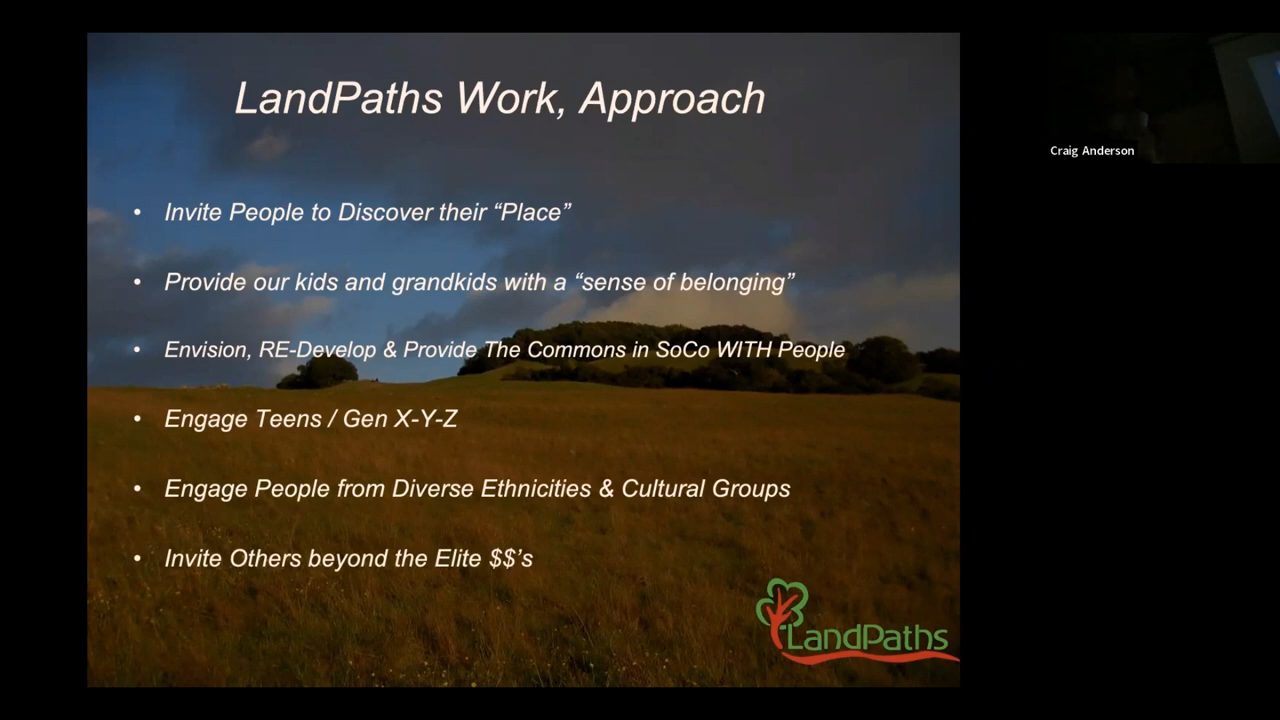 LandPaths Work, Approach
Craig Anderson
• Invite People to Discover their “Place”
• Provide our kids and grandkids with a “sense of belonging”
• Envision, RE-Develop & Provide The Commons in SoCo WITH People
• Engage Teens / Gen X-Y-Z
• Engage People from Diverse Ethnicities & Cultural Groups
• Invite Others beyond the Elite $$’s
LandPaths